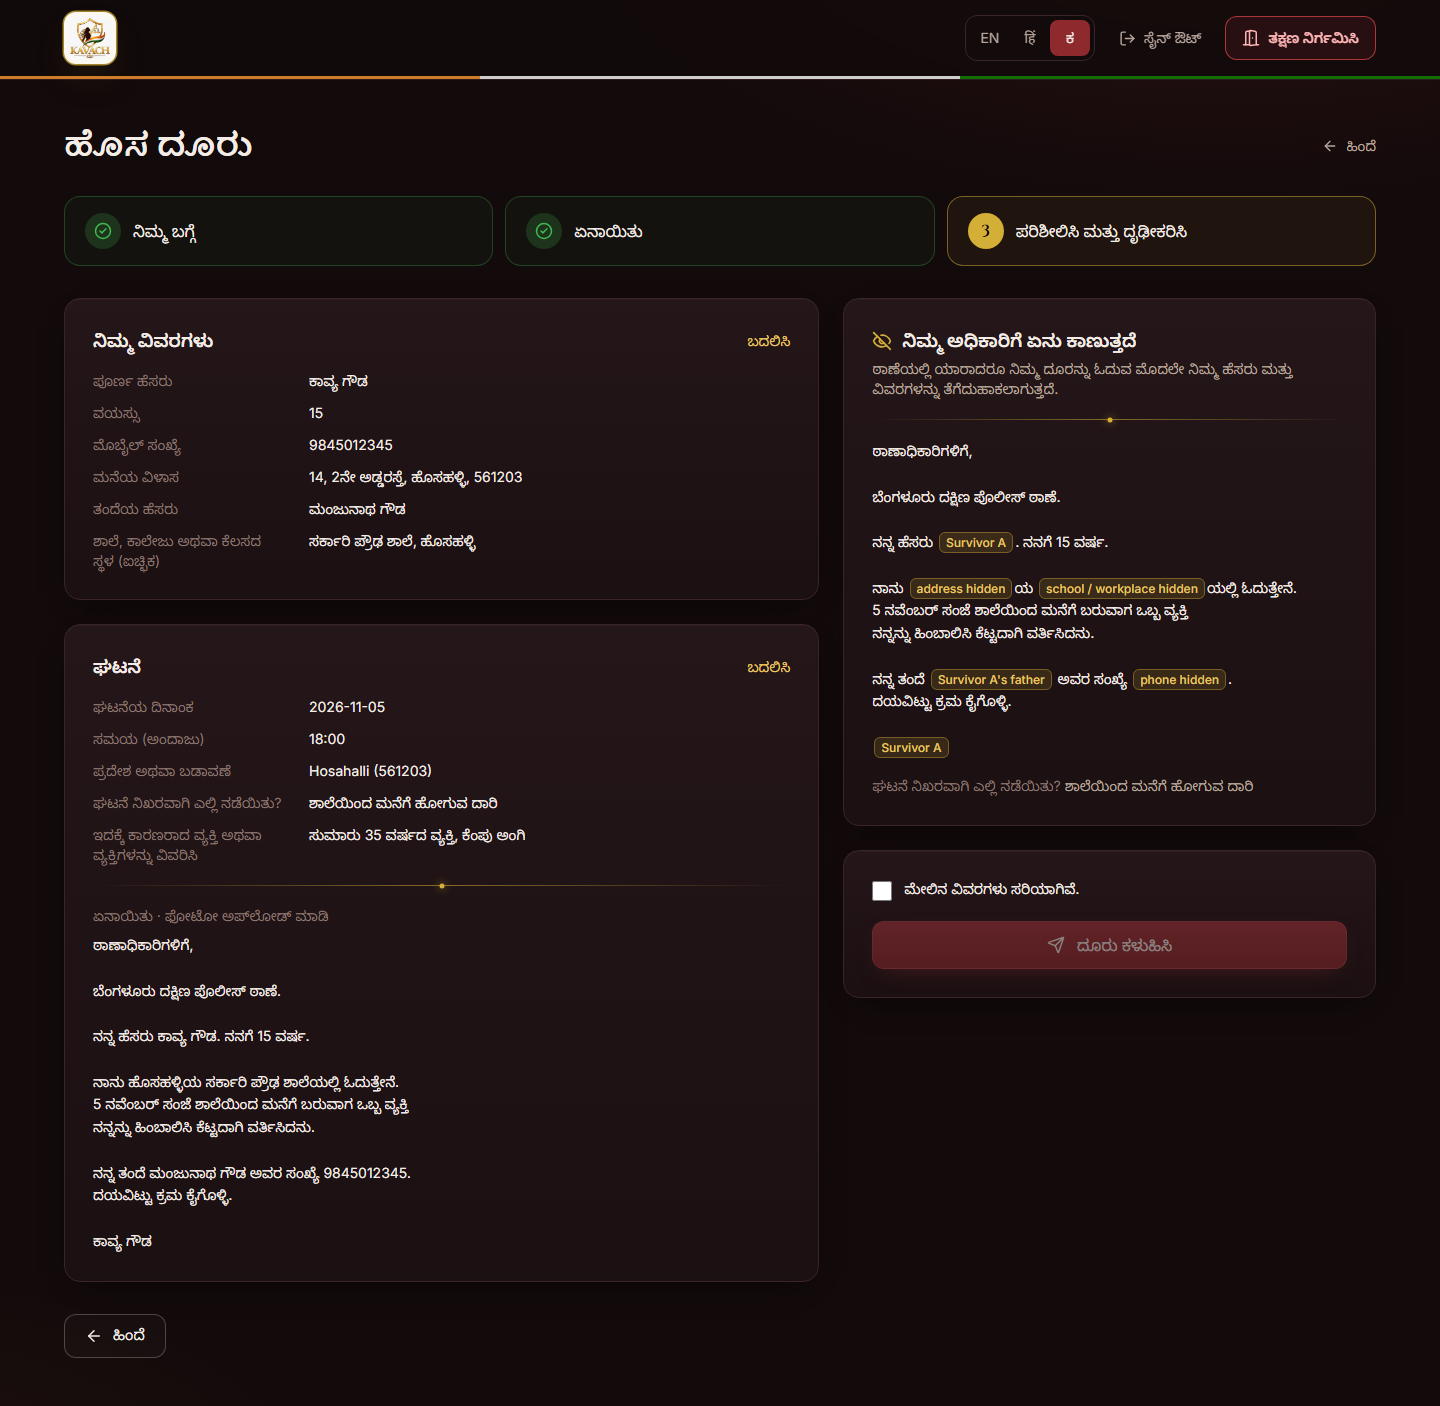 KAVACH
EN हिं ಕ ಸೈನ್ ಔಟ್ ತಕ್ಷಣ ನಿರ್ಗಮಿಸಿ
ಹೊಸ ದೂರು
ಹಿಂದೆ
ನಿಮ್ಮ ಬಗ್ಗೆ
ಏನಾಯಿತು
3 ಪರಿಶೀಲಿಸಿ ಮತ್ತು ದೃಢೀಕರಿಸಿ
ನಿಮ್ಮ ವಿವರಗಳು ಬದಲಿಸಿ
ಪೂರ್ಣ ಹೆಸರು ಕಾವ್ಯ ಗೌಡ
ವಯಸ್ಸು 15
ಮೊಬೈಲ್ ಸಂಖ್ಯೆ 9845012345
ಮನೆಯ ವಿಳಾಸ 14, 2ನೇ ಅಡ್ಡರಸ್ತೆ, ಹೊಸಹಳ್ಳಿ, 561203
ತಂದೆಯ ಹೆಸರು ಮಂಜುನಾಥ ಗೌಡ
ಶಾಲೆ, ಕಾಲೇಜು ಅಥವಾ ಕೆಲಸದ ಸರ್ಕಾರಿ ಪ್ರೌಢ ಶಾಲೆ, ಹೊಸಹಳ್ಳಿ
ಸ್ಥಳ (ಐಚ್ಛಿಕ)
ಘಟನೆ ಬದಲಿಸಿ
ಘಟನೆಯ ದಿನಾಂಕ 2026-11-05
ಸಮಯ (ಅಂದಾಜು) 18:00
ಪ್ರದೇಶ ಅಥವಾ ಬಡಾವಣೆ Hosahalli (561203)
ಘಟನೆ ನಿಖರವಾಗಿ ಎಲ್ಲಿ ನಡೆಯಿತು? ಶಾಲೆಯಿಂದ ಮನೆಗೆ ಹೋಗುವ ದಾರಿ
ಇದಕ್ಕೆ ಕಾರಣರಾದ ವ್ಯಕ್ತಿ ಅಥವಾ ಸುಮಾರು 35 ವರ್ಷದ ವ್ಯಕ್ತಿ, ಕೆಂಪು ಅಂಗಿ
ವ್ಯಕ್ತಿಗಳನ್ನು ವಿವರಿಸಿ
ಏನಾಯಿತು · ಫೋಟೋ ಅಪ್‌ಲೋಡ್ ಮಾಡಿ
ಠಾಣಾಧಿಕಾರಿಗಳಿಗೆ,
ಬೆಂಗಳೂರು ದಕ್ಷಿಣ ಪೊಲೀಸ್ ಠಾಣೆ.
ನನ್ನ ಹೆಸರು ಕಾವ್ಯ ಗೌಡ. ನನಗೆ 15 ವರ್ಷ.
ನಾನು ಹೊಸಹಳ್ಳಿಯ ಸರ್ಕಾರಿ ಪ್ರೌಢ ಶಾಲೆಯಲ್ಲಿ ಓದುತ್ತೇನೆ.
5 ನವೆಂಬರ್ ಸಂಜೆ ಶಾಲೆಯಿಂದ ಮನೆಗೆ ಬರುವಾಗ ಒಬ್ಬ ವ್ಯಕ್ತಿ
ನನ್ನನ್ನು ಹಿಂಬಾಲಿಸಿ ಕೆಟ್ಟದಾಗಿ ವರ್ತಿಸಿದನು.
ನನ್ನ ತಂದೆ ಮಂಜುನಾಥ ಗೌಡ ಅವರ ಸಂಖ್ಯೆ 9845012345.
ದಯವಿಟ್ಟು ಕ್ರಮ ಕೈಗೊಳ್ಳಿ.
ಕಾವ್ಯ ಗೌಡ
ನಿಮ್ಮ ಅಧಿಕಾರಿಗೆ ಏನು ಕಾಣುತ್ತದೆ
ಠಾಣೆಯಲ್ಲಿ ಯಾರಾದರೂ ನಿಮ್ಮ ದೂರನ್ನು ಓದುವ ಮೊದಲೇ ನಿಮ್ಮ ಹೆಸರು ಮತ್ತು
ವಿವರಗಳನ್ನು ತೆಗೆದುಹಾಕಲಾಗುತ್ತದೆ.
ಠಾಣಾಧಿಕಾರಿಗಳಿಗೆ,
ಬೆಂಗಳೂರು ದಕ್ಷಿಣ ಪೊಲೀಸ್ ಠಾಣೆ.
ನನ್ನ ಹೆಸರು Survivor A . ನನಗೆ 15 ವರ್ಷ.
ನಾನು address hidden ಯ school / workplace hidden ಯಲ್ಲಿ ಓದುತ್ತೇನೆ.
5 ನವೆಂಬರ್ ಸಂಜೆ ಶಾಲೆಯಿಂದ ಮನೆಗೆ ಬರುವಾಗ ಒಬ್ಬ ವ್ಯಕ್ತಿ
ನನ್ನನ್ನು ಹಿಂಬಾಲಿಸಿ ಕೆಟ್ಟದಾಗಿ ವರ್ತಿಸಿದನು.
ನನ್ನ ತಂದೆ Survivor A's father ಅವರ ಸಂಖ್ಯೆ phone hidden .
ದಯವಿಟ್ಟು ಕ್ರಮ ಕೈಗೊಳ್ಳಿ.
Survivor A
ಘಟನೆ ನಿಖರವಾಗಿ ಎಲ್ಲಿ ನಡೆಯಿತು? ಶಾಲೆಯಿಂದ ಮನೆಗೆ ಹೋಗುವ ದಾರಿ
ಮೇಲಿನ ವಿವರಗಳು ಸರಿಯಾಗಿವೆ.
ದೂರು ಕಳುಹಿಸಿ
ಹಿಂದೆ